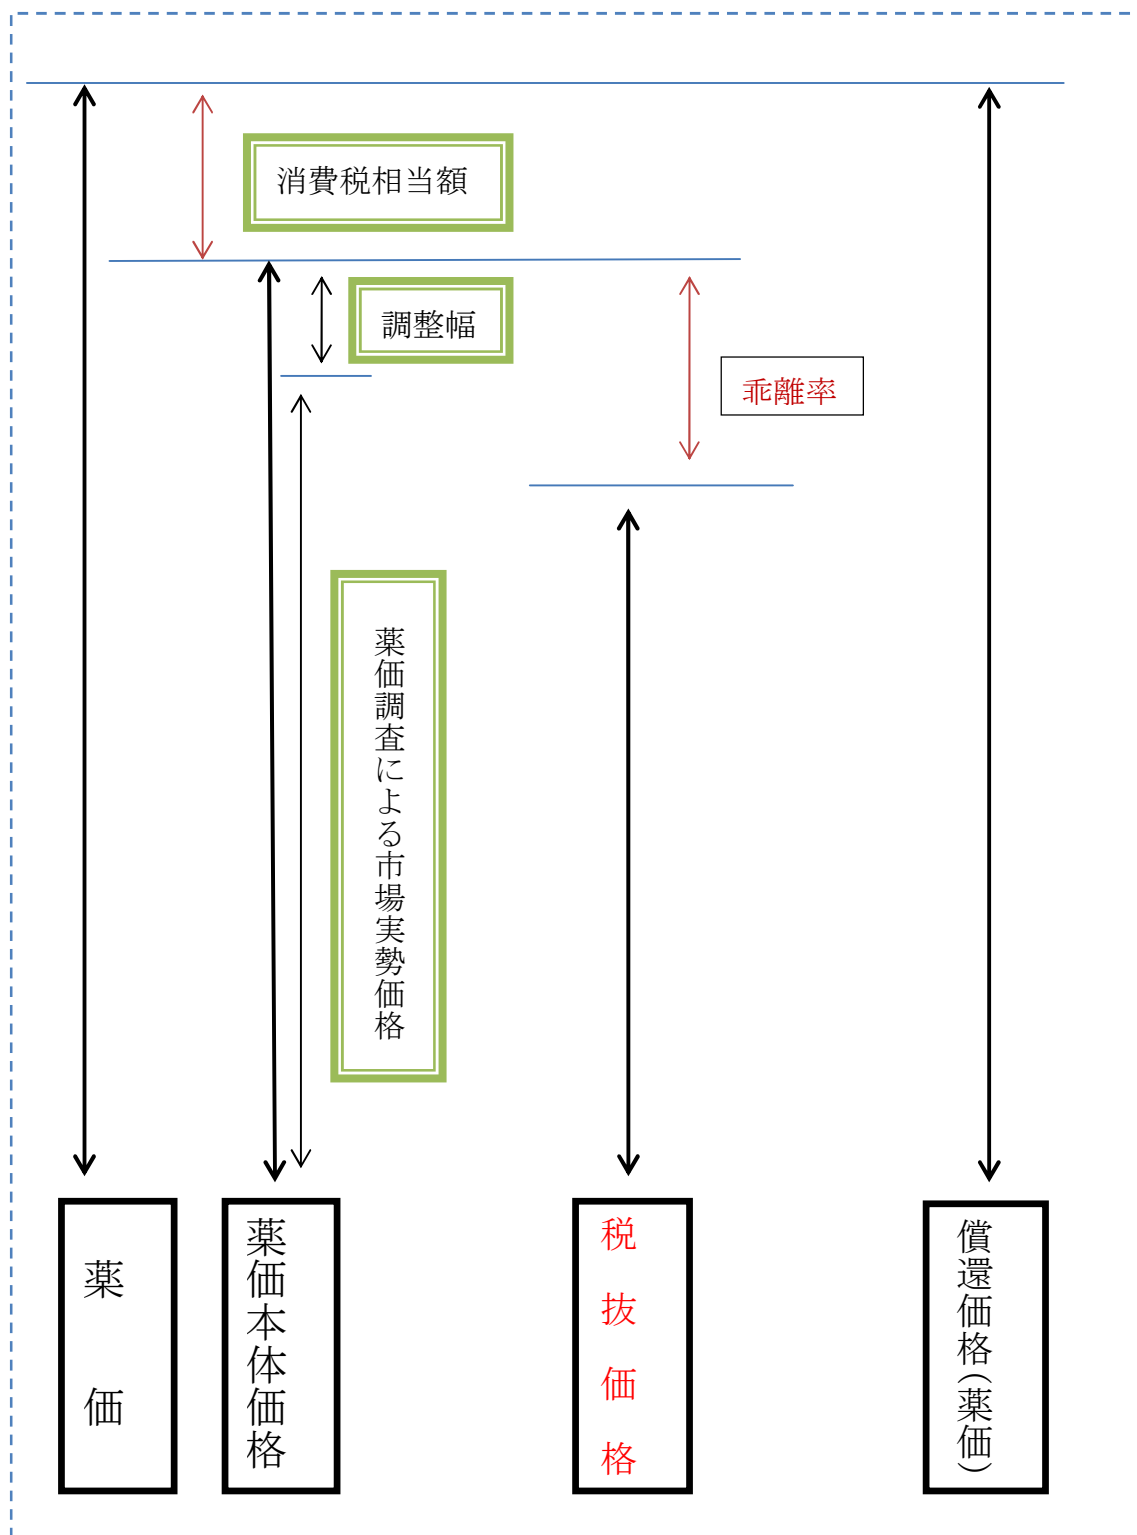 消費税相当額
調整幅
乖離率
薬価調査による市場実勢価格
薬価
薬価本体価格
税抜価格
償還価格(薬価)